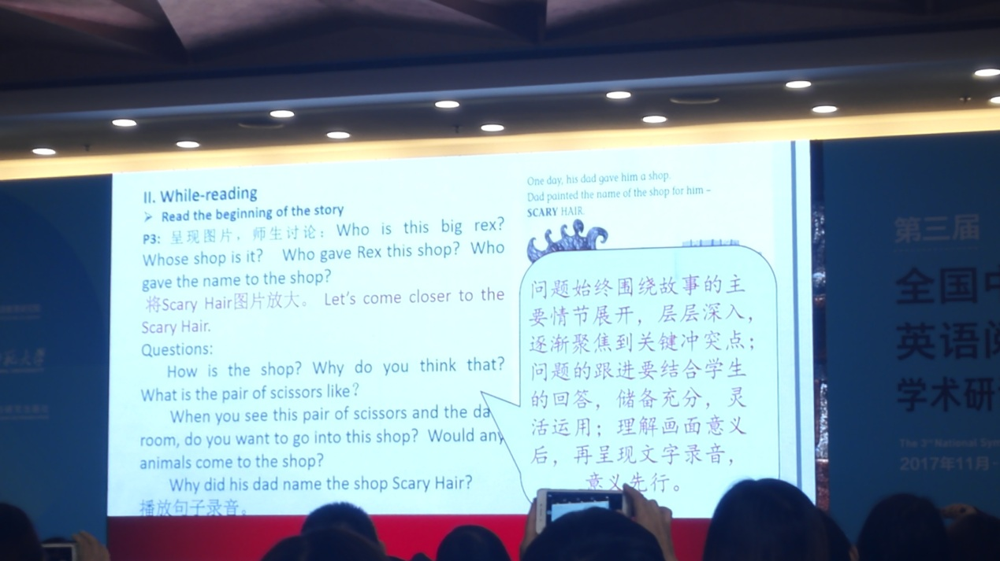 II. While-reading
➢ Read the beginning of the story
P3: 呈现图片，师生讨论：Who is this big rex?
Whose shop is it? Who gave Rex this shop? Who
gave the name to the shop?
将Scary Hair图片放大。 Let's come closer to the
Scary Hair.
Questions:
How is the shop? Why do you think that?
What is the pair of scissors like?
When you see this pair of scissors and the da
room, do you want to go into this shop? Would any
animals come to the shop?
Why did his dad name the shop Scary Hair?
播放句子录音。
One day, his dad gave him a shop.
Dad painted the name of the shop for him –
SCARY HAIR.
问题始终围绕故事的主
要情节展开，层层深入，
逐渐聚焦到关键冲突点；
问题的跟进要结合学生
的回答，储备充分，灵
活运用；理解画面意义
后，再呈现文字录音，
意义先行。
第三届
全国中
英语阅
学术研
The 3rd National Sym
2017年11月